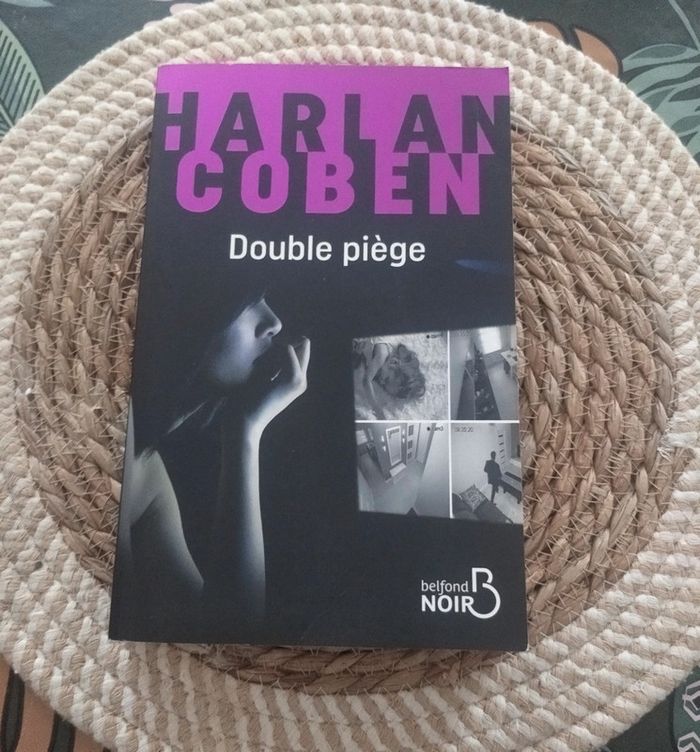 HARLAN
COBEN
Double piège
belfond
NOIR